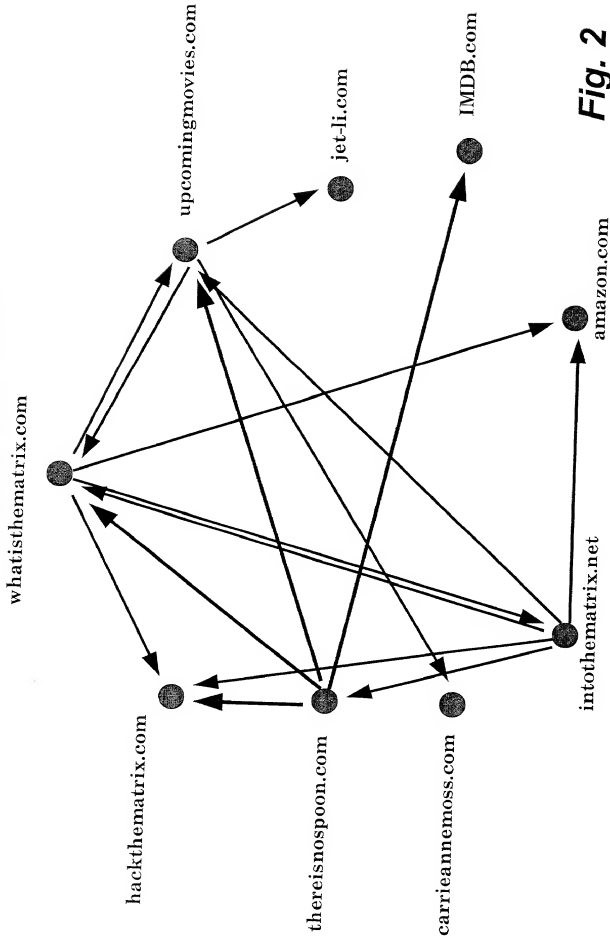 whatisthematrix.com
upcomingmovies.com
jet-li.com
IMDB.com
amazon.com
intothematrix.net
carrieannemoss.com
thereisnospoon.com
hackthematrix.com
Fig. 2